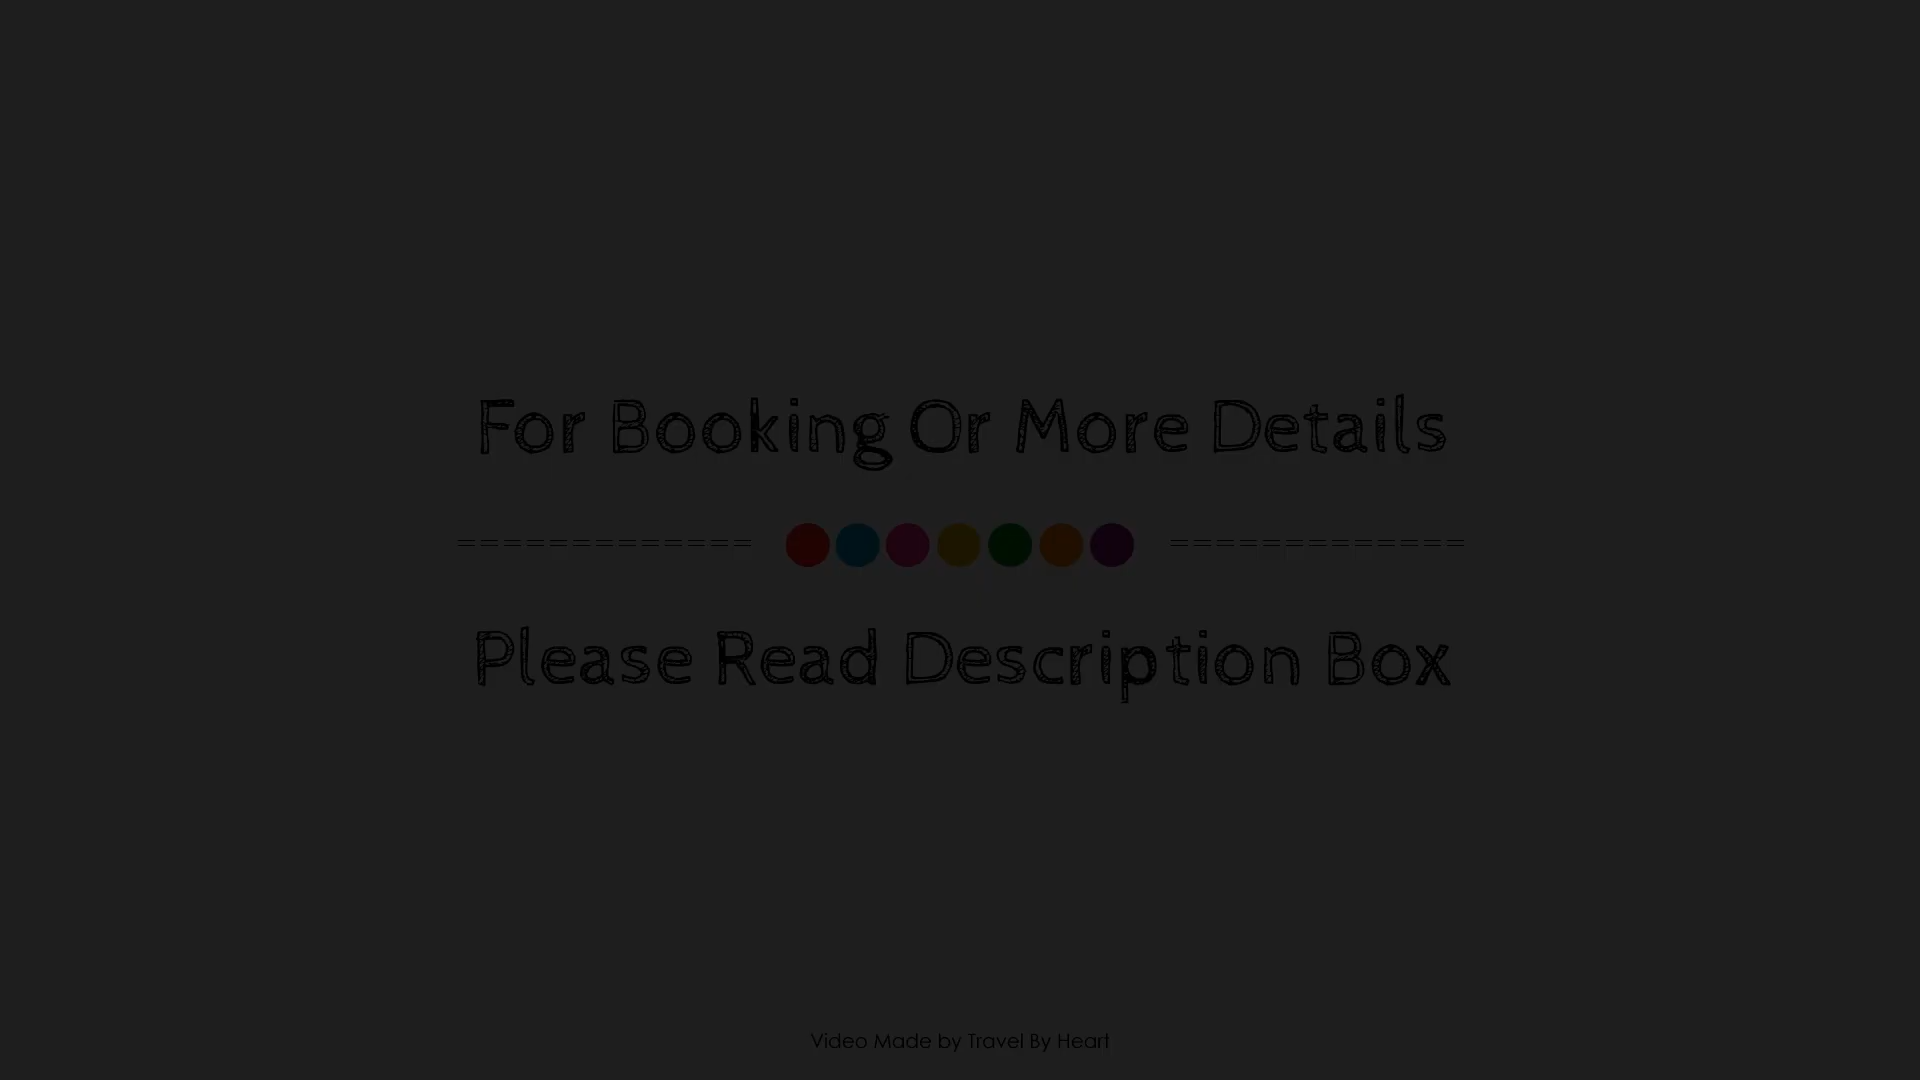 For Booking Or More Details
============= =============
Please Read Description Box
Video Made by Travel By Heart